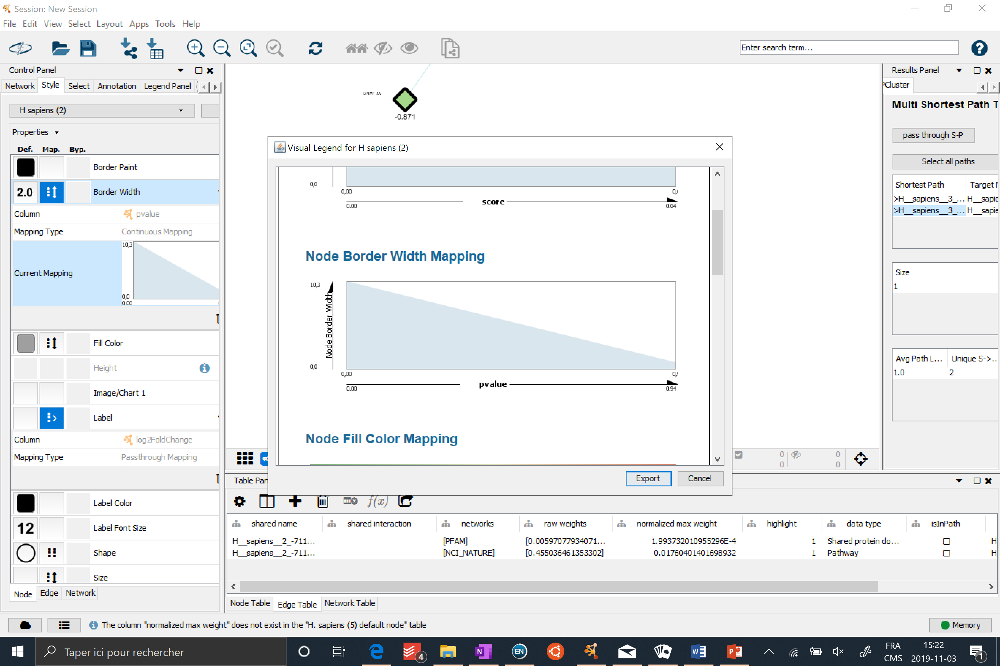 Session: New Session
File Edit View Select Layout Apps Tools Help
Enter search term...
Control Panel
Network Style Select Annotation Legend Panel
H sapiens (2)
Properties
Def. Map. Byp.
Border Paint
2.0 Border Width
Column pvalue
Mapping Type Continuous Mapping
Current Mapping
10,3
0,0
0.00
Fill Color
Height
Image/Chart 1
Label
Column log2FoldChange
Mapping Type Passthrough Mapping
Label Color
12 Label Font Size
Shape
Size
Node Edge Network
-0.871
Visual Legend for H sapiens (2)
0,0
0,00
score
0.00 0.04
Node Border Width Mapping
10,3
Node Border Width
0,0
0,00
pvalue
0.00 0.94
Node Fill Color Mapping
Export Cancel
Results Panel
Cluster
Multi Shortest Path T
pass through S-P
Select all paths
Shortest Path Target
>H__sapiens__3_... H__sapie
>H__sapiens__3_... H__sapie
Size
1
Avg Path L... Unique S->..
1.0 2
0 0
0 0
Table Pan
f(x)
shared name shared interaction networks raw weights normalized max weight highlight data type isInPath
H__sapiens__2_-711... [PFAM] [0.00597077934071... 1.993732010955296E-4 1 Shared protein do... H
H__sapiens__2_-711... [NCI_NATURE] [0.455036461353302] 0.01760401401698932 1 Pathway H
Node Table Edge Table Network Table
The column "normalized max weight" does not exist in the "H. sapiens (5) default node" table
Memory
Taper ici pour rechercher
4
N
EN
W
P
FRA
CMS
15:22
2019-11-03
1